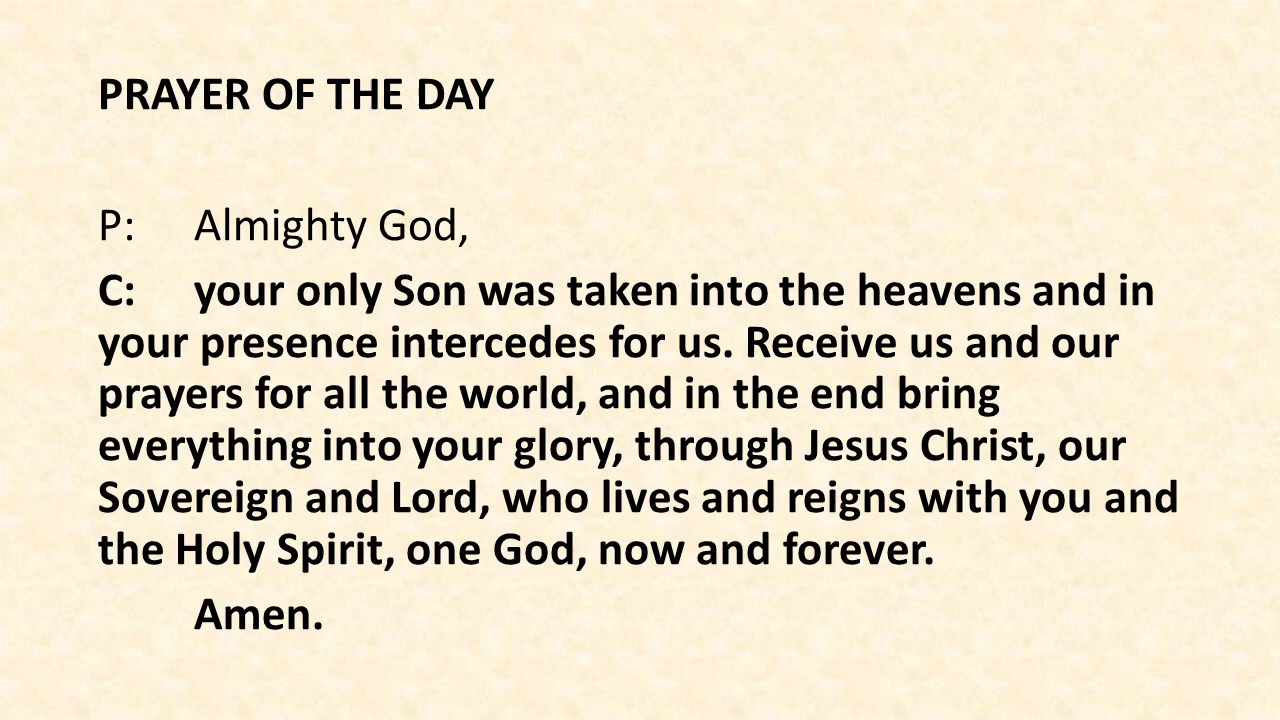 PRAYER OF THE DAY
P: Almighty God,
C: your only Son was taken into the heavens and in
your presence intercedes for us. Receive us and our
prayers for all the world, and in the end bring
everything into your glory, through Jesus Christ, our
Sovereign and Lord, who lives and reigns with you and
the Holy Spirit, one God, now and forever.
Amen.